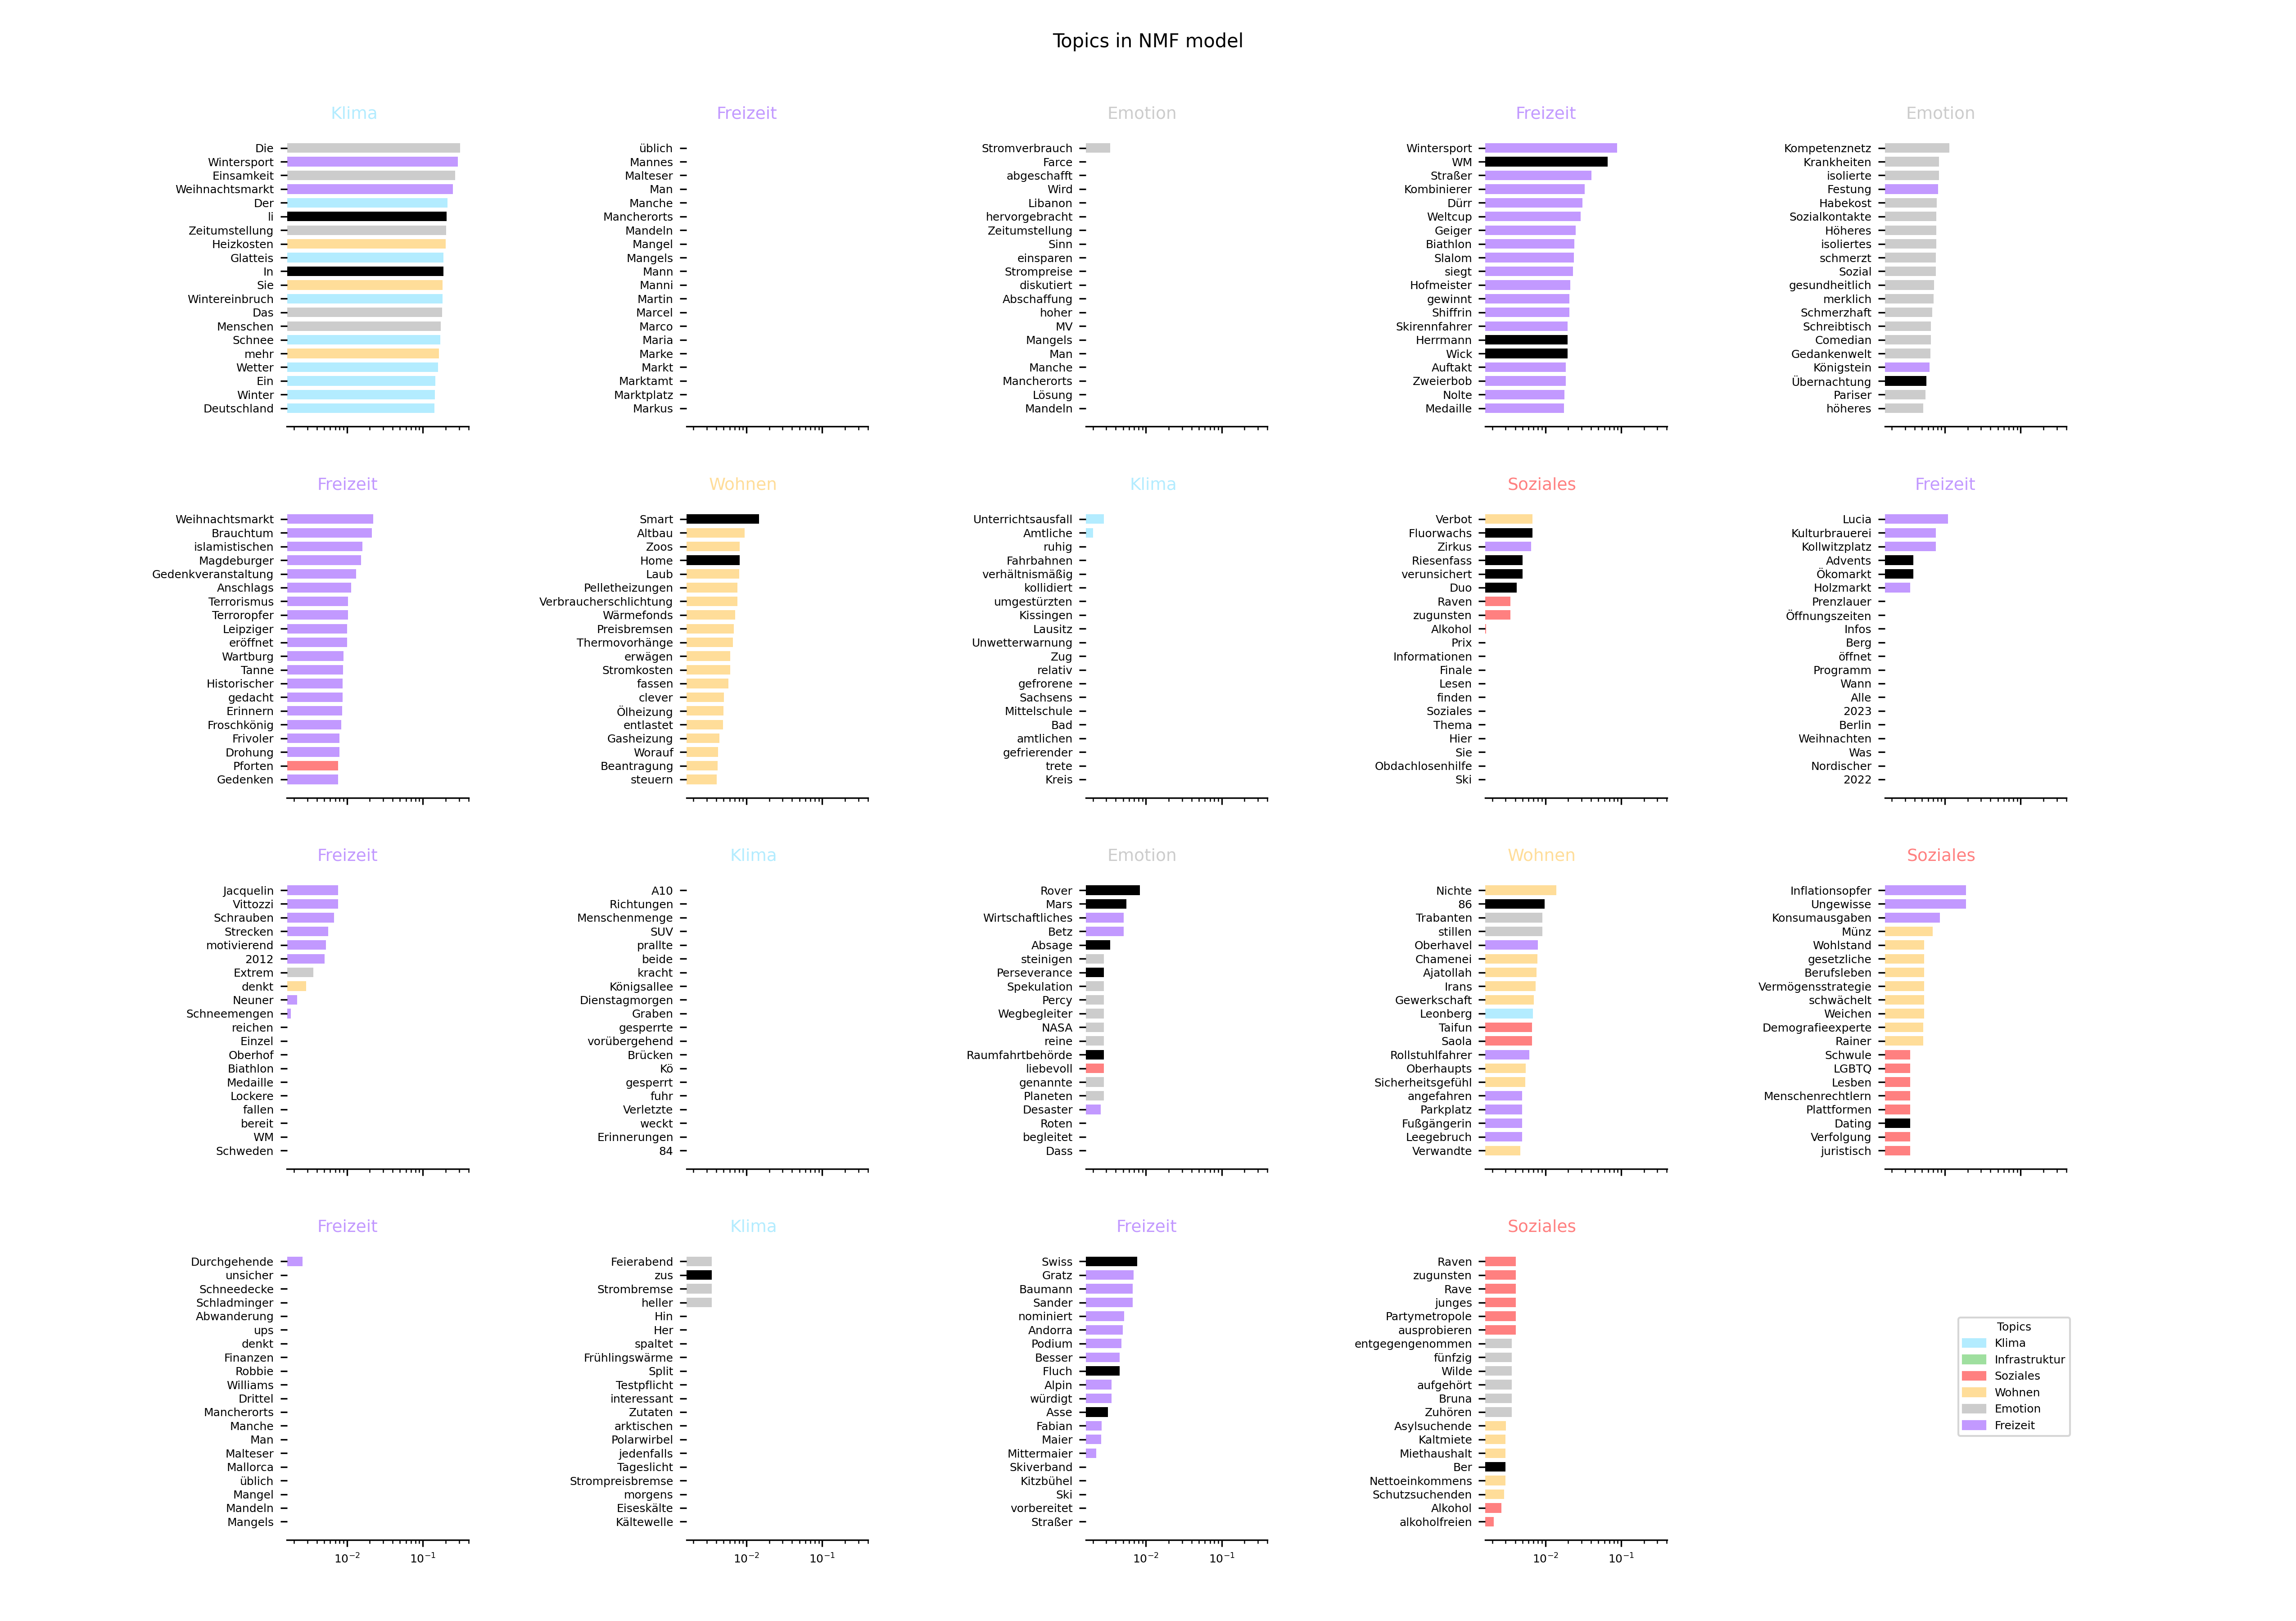 Topics in NMF model
Klima
Die
Wintersport
Einsamkeit
Weihnachtsmarkt
Der
li
Zeitumstellung
Heizkosten
Glatteis
In
Sie
Wintereinbruch
Das
Menschen
Schnee
mehr
Wetter
Ein
Winter
Deutschland
Freizeit
üblich
Mannes
Malteser
Man
Manche
Mancherorts
Mandeln
Mangel
Mangels
Mann
Manni
Martin
Marcel
Marco
Maria
Marke
Markt
Marktamt
Marktplatz
Markus
Emotion
Stromverbrauch
Farce
abgeschafft
Wird
Libanon
hervorgebracht
Zeitumstellung
Sinn
einsparen
Strompreise
diskutiert
Abschaffung
hoher
MV
Mangels
Man
Manche
Mancherorts
Lösung
Mandeln
Freizeit
Wintersport
WM
Straßer
Kombinierer
Dürr
Weltcup
Geiger
Biathlon
Slalom
siegt
Hofmeister
gewinnt
Shiffrin
Skirennfahrer
Herrmann
Wick
Auftakt
Zweierbob
Nolte
Medaille
Emotion
Kompetenznetz
Krankheiten
isolierte
Festung
Habekost
Sozialkontakte
Höheres
isoliertes
schmerzt
Sozial
gesundheitlich
merklich
Schmerzhaft
Schreibtisch
Comedian
Gedankenwelt
Königstein
Übernachtung
Pariser
höheres
Freizeit
Weihnachtsmarkt
Brauchtum
islamistischen
Magdeburger
Gedenkveranstaltung
Anschlags
Terrorismus
Terroropfer
Leipziger
eröffnet
Wartburg
Tanne
Historischer
gedacht
Erinnern
Froschkönig
Frivoler
Drohung
Pforten
Gedenken
Wohnen
Smart
Altbau
Zoos
Home
Laub
Pelletheizungen
Verbraucherschlichtung
Wärmefonds
Preisbremsen
Thermovorhänge
erwägen
Stromkosten
fassen
clever
Ölheizung
entlastet
Gasheizung
Worauf
Beantragung
steuern
Klima
Unterrichtsausfall
Amtliche
ruhig
Fahrbahnen
verhältnismäßig
kollidiert
umgestürzten
Kissingen
Lausitz
Unwetterwarnung
Zug
relativ
gefrorene
Sachsens
Mittelschule
Bad
amtlichen
gefrierender
trete
Kreis
Soziales
Verbot
Fluorwachs
Zirkus
Riesenfass
verunsichert
Duo
Raven
zugunsten
Alkohol
Prix
Informationen
Finale
Lesen
finden
Soziales
Thema
Hier
Sie
Obdachlosenhilfe
Ski
Freizeit
Lucia
Kulturbrauerei
Kollwitzplatz
Advents
Ökomarkt
Holzmarkt
Prenzlauer
Öffnungszeiten
Infos
Berg
öffnet
Programm
Wann
Alle
2023
Berlin
Weihnachten
Was
Nordischer
2022
Freizeit
Jacquelin
Vittozzi
Schrauben
Strecken
motivierend
2012
Extrem
denkt
Neuner
Schneemengen
reichen
Einzel
Oberhof
Biathlon
Medaille
Lockere
fallen
bereit
WM
Schweden
Klima
A10
Richtungen
Menschenmenge
SUV
prallte
beide
kracht
Königsallee
Dienstagmorgen
Graben
gesperrte
vorübergehend
Brücken
Kö
gesperrt
fuhr
Verletzte
weckt
Erinnerungen
84
Emotion
Rover
Mars
Wirtschaftliches
Betz
Absage
steinigen
Perseverance
Spekulation
Percy
Wegbegleiter
NASA
reine
Raumfahrtbehörde
liebevoll
genannte
Planeten
Desaster
Roten
begleitet
Dass
Wohnen
Nichte
86
Trabanten
stillen
Oberhavel
Chamenei
Ajatollah
Irans
Gewerkschaft
Leonberg
Taifun
Saola
Rollstuhlfahrer
Oberhaupts
Sicherheitsgefühl
angefahren
Parkplatz
Fußgängerin
Leegebruch
Verwandte
Soziales
Inflationsopfer
Ungewisse
Konsumausgaben
Münz
Wohlstand
gesetzliche
Berufsleben
Vermögensstrategie
schwächelt
Weichen
Demografieexperte
Rainer
Schwule
LGBTQ
Lesben
Menschenrechtlern
Plattformen
Dating
Verfolgung
juristisch
Freizeit
Durchgehende
unsicher
Schneedecke
Schladminger
Abwanderung
ups
denkt
Finanzen
Robbie
Williams
Drittel
Mancherorts
Manche
Man
Malteser
Mallorca
üblich
Mangel
Mandeln
Mangels
10⁻² 10⁻¹
Klima
Feierabend
zus
Strombremse
heller
Hin
Her
spaltet
Frühlingswärme
Split
Testpflicht
interessant
Zutaten
arktischen
Polarwirbel
jedenfalls
Tageslicht
Strompreisbremse
morgens
Eiseskälte
Kältewelle
10⁻² 10⁻¹
Freizeit
Swiss
Gratz
Baumann
Sander
nominiert
Andorra
Podium
Besser
Fluch
Alpin
würdigt
Asse
Fabian
Maier
Mittermaier
Skiverband
Kitzbühel
Ski
vorbereitet
Straßer
10⁻² 10⁻¹
Soziales
Raven
zugunsten
Rave
junges
Partymetropole
ausprobieren
entgegengenommen
fünfzig
Wilde
aufgehört
Bruna
Zuhören
Asylsuchende
Kaltmiete
Miethaushalt
Ber
Nettoeinkommens
Schutzsuchenden
Alkohol
alkoholfreien
10⁻² 10⁻¹
Topics
Klima
Infrastruktur
Soziales
Wohnen
Emotion
Freizeit